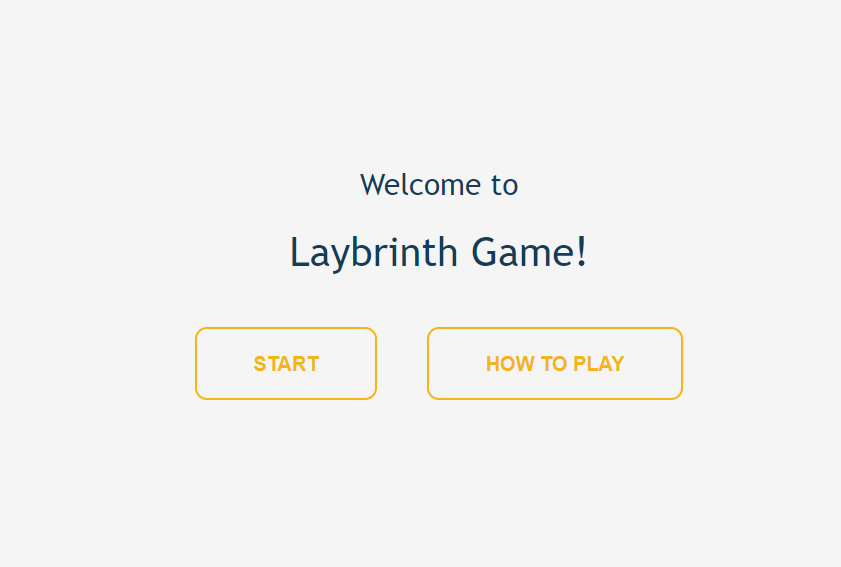 Welcome to
Laybrinth Game!
START
HOW TO PLAY